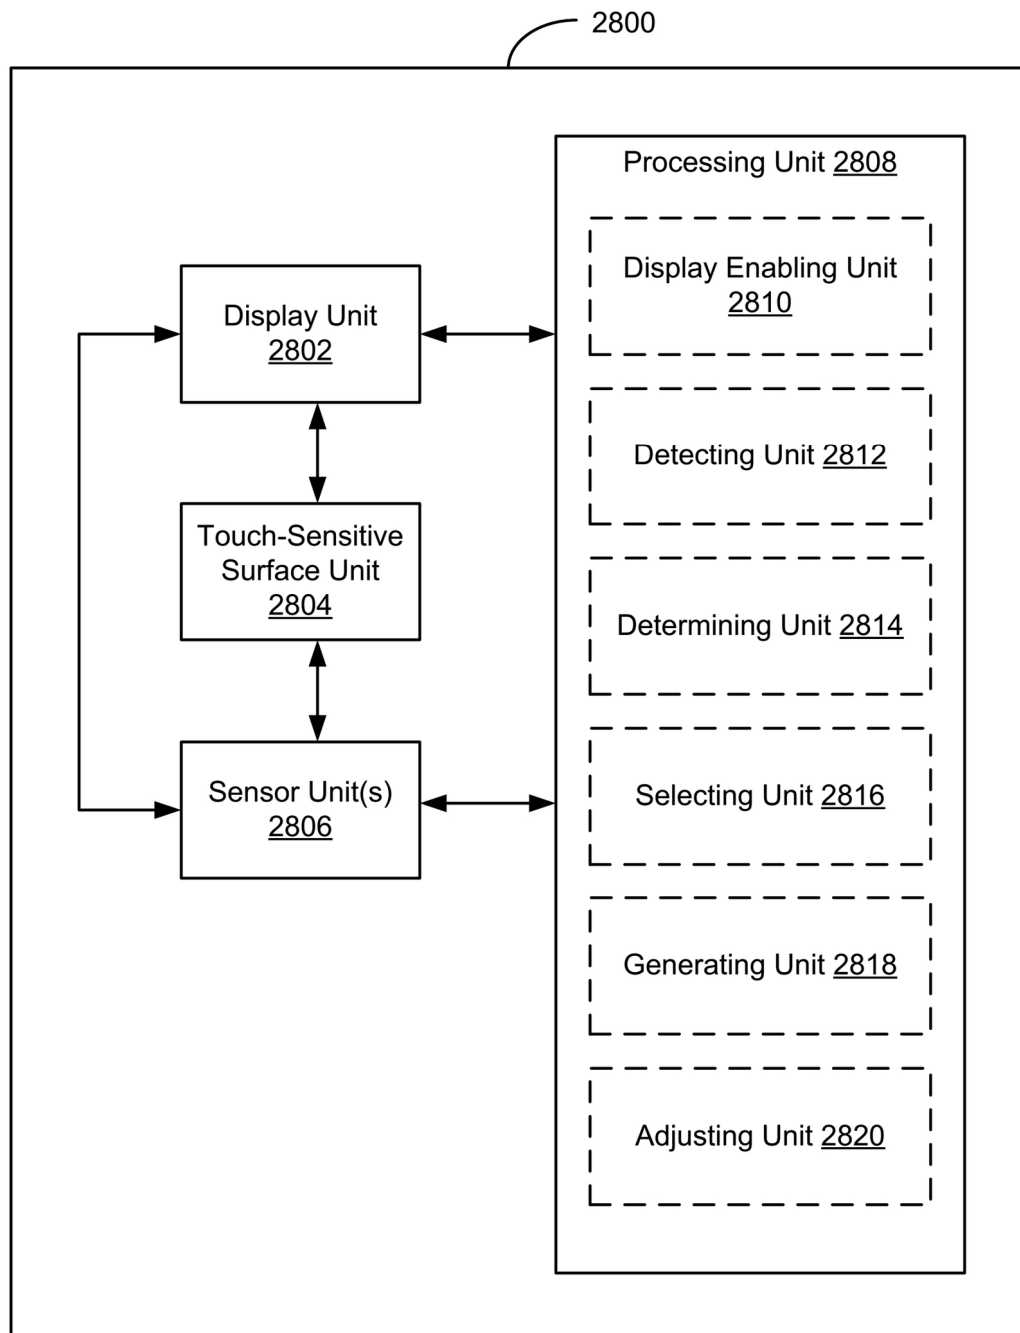 2800
Processing Unit 2808
Display Enabling Unit
2810
Display Unit
2802
Detecting Unit 2812
Touch-Sensitive
Surface Unit
2804
Determining Unit 2814
Sensor Unit(s)
2806
Selecting Unit 2816
Generating Unit 2818
Adjusting Unit 2820